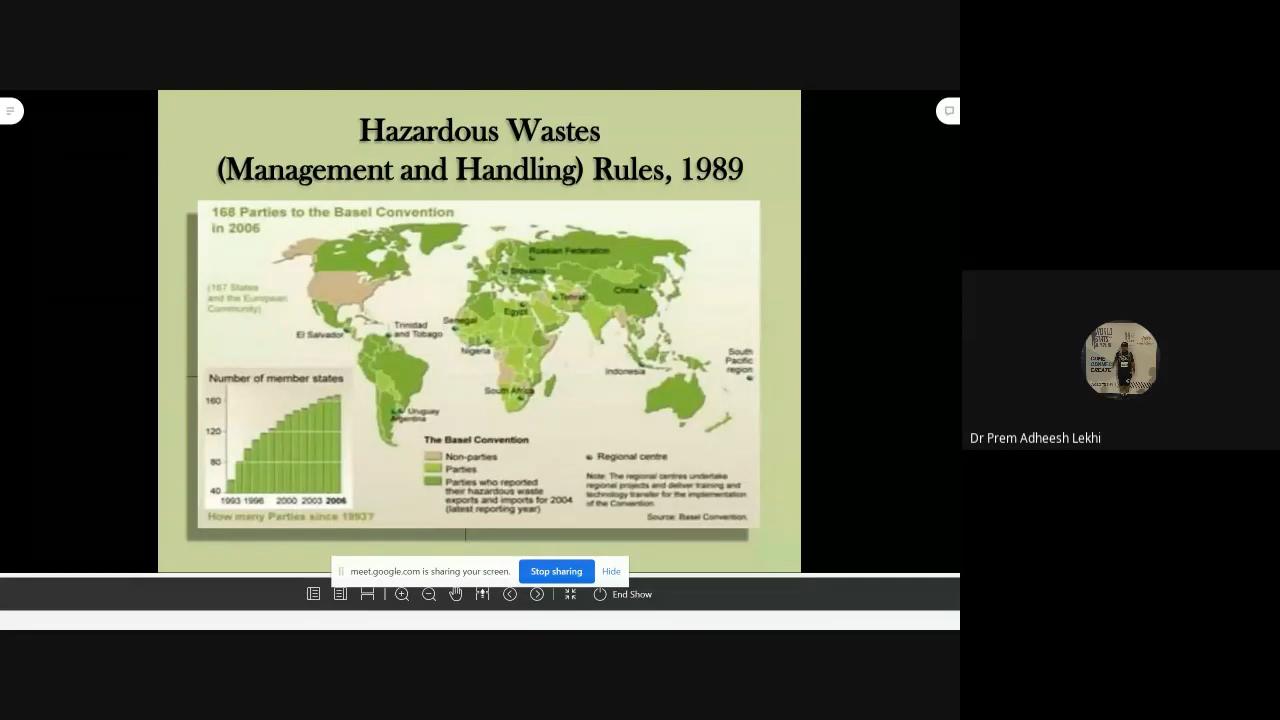 Hazardous Wastes
(Management and Handling) Rules, 1989
168 Parties to the Basel Convention
in 2006
(167 States
and the European
Community)
Russian Federation
Slovakia
China
Tehran
Egypt
Senegal
Trinidad
and Tobago
El Salvador
Nigeria
South
Pacific
region
Indonesia
South Africa
Uruguay
Argentina
Number of member states
160
120
80
40
1993 1996 2000 2003 2006
How many Parties since 1993?
The Basel Convention
Non-parties
Parties
Parties who reported
their hazardous waste
exports and imports for 2004
(latest reporting year)
Regional centre
Note: The regional centres undertake
regional projects and deliver training and
technology transfer for the implementation
of the Convention.
Source: Basel Convention.
meet.google.com is sharing your screen.
Stop sharing
Hide
End Show
Dr Prem Adheesh Lekhi